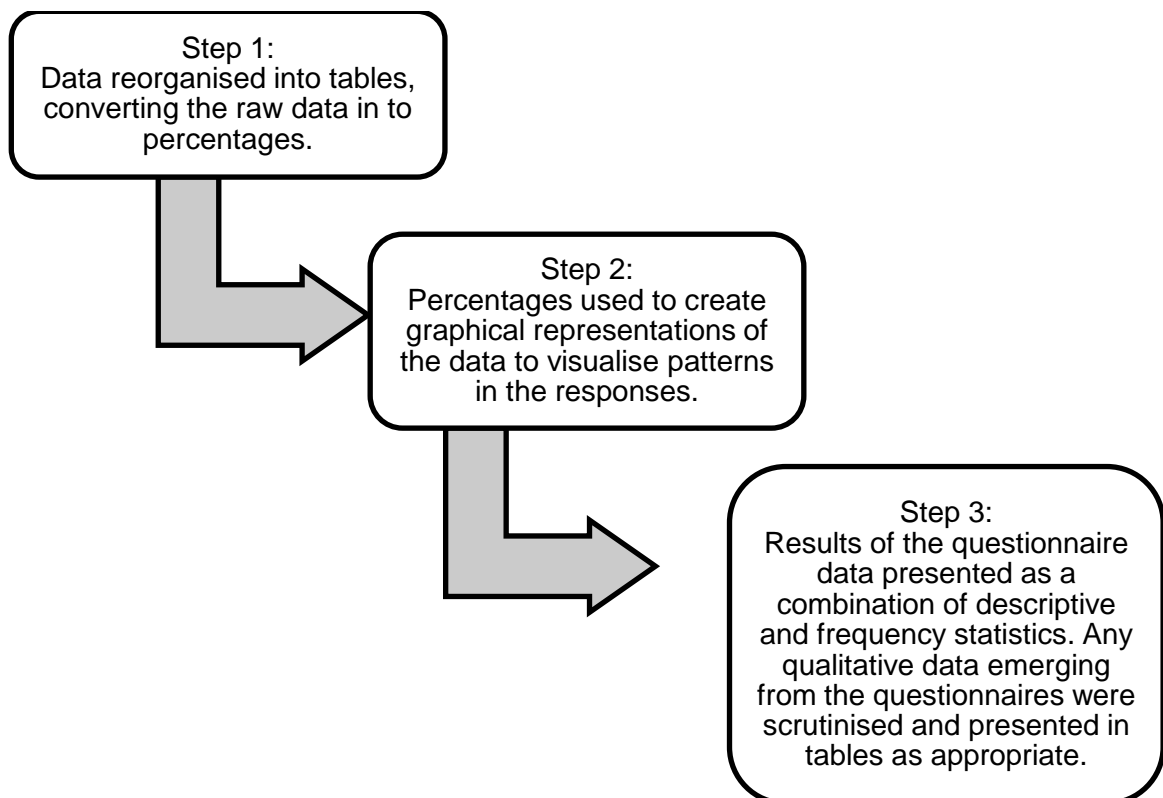 Step 1:
Data reorganised into tables,
converting the raw data in to
percentages.
Step 2:
Percentages used to create
graphical representations of
the data to visualise patterns
in the responses.
Step 3:
Results of the questionnaire
data presented as a
combination of descriptive
and frequency statistics. Any
qualitative data emerging
from the questionnaires were
scrutinised and presented in
tables as appropriate.